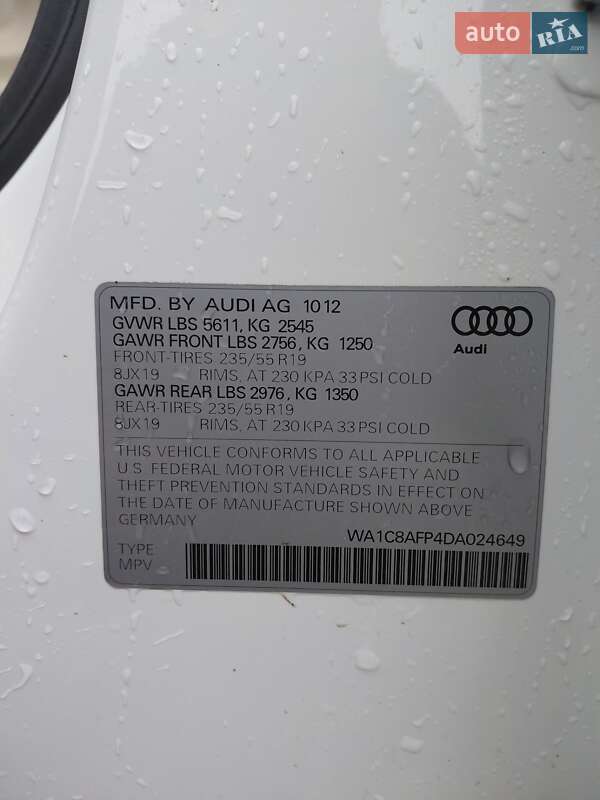 auto RIA.com
MFD. BY AUDI AG 10 12
GVWR LBS 5611, KG 2545
GAWR FRONT LBS 2756, KG 1250
FRONT-TIRES 235/55 R19
8JX19 RIMS, AT 230 KPA 33 PSI COLD
GAWR REAR LBS 2976, KG 1350
REAR-TIRES 235/55 R19
8JX19 RIMS, AT 230 KPA 33 PSI COLD
Audi
THIS VEHICLE CONFORMS TO ALL APPLICABLE
U.S. FEDERAL MOTOR VEHICLE SAFETY AND
THEFT PREVENTION STANDARDS IN EFFECT ON
THE DATE OF MANUFACTURE SHOWN ABOVE
GERMANY
WA1C8AFP4DA024649
TYPE
MPV